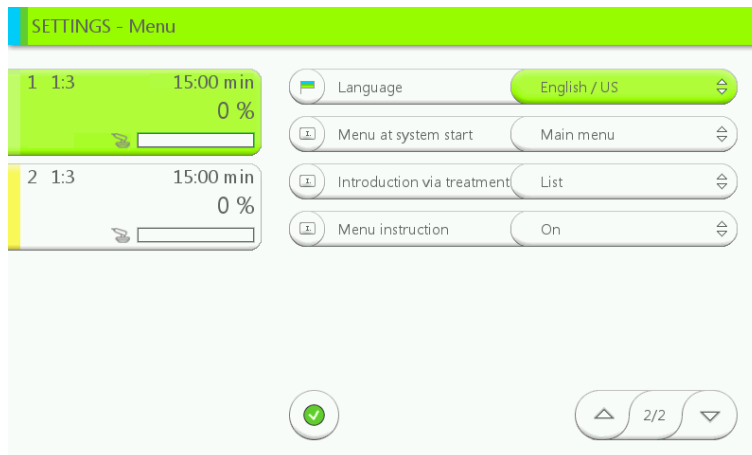 SETTINGS - Menu
1 1:3 15:00 min
0 %
2 1:3 15:00 min
0 %
Language English / US
Menu at system start Main menu
Introduction via treatment List
Menu instruction On
2/2